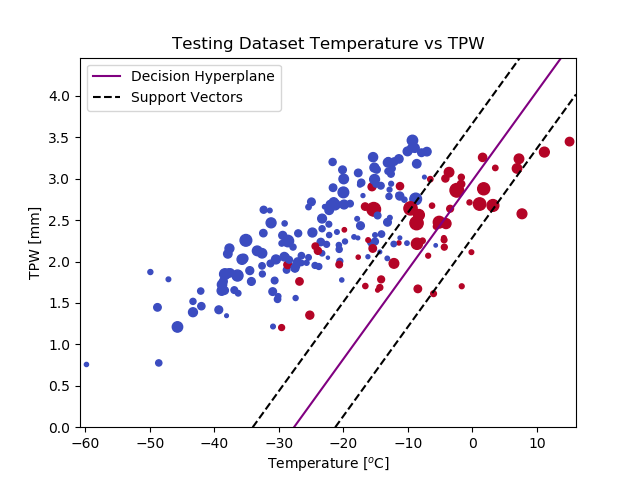 Testing Dataset Temperature vs TPW
Decision Hyperplane
Support Vectors
TPW [mm]
4.0
3.5
3.0
2.5
2.0
1.5
1.0
0.5
0.0
−60 −50 −40 −30 −20 −10 0 10
Temperature [°C]